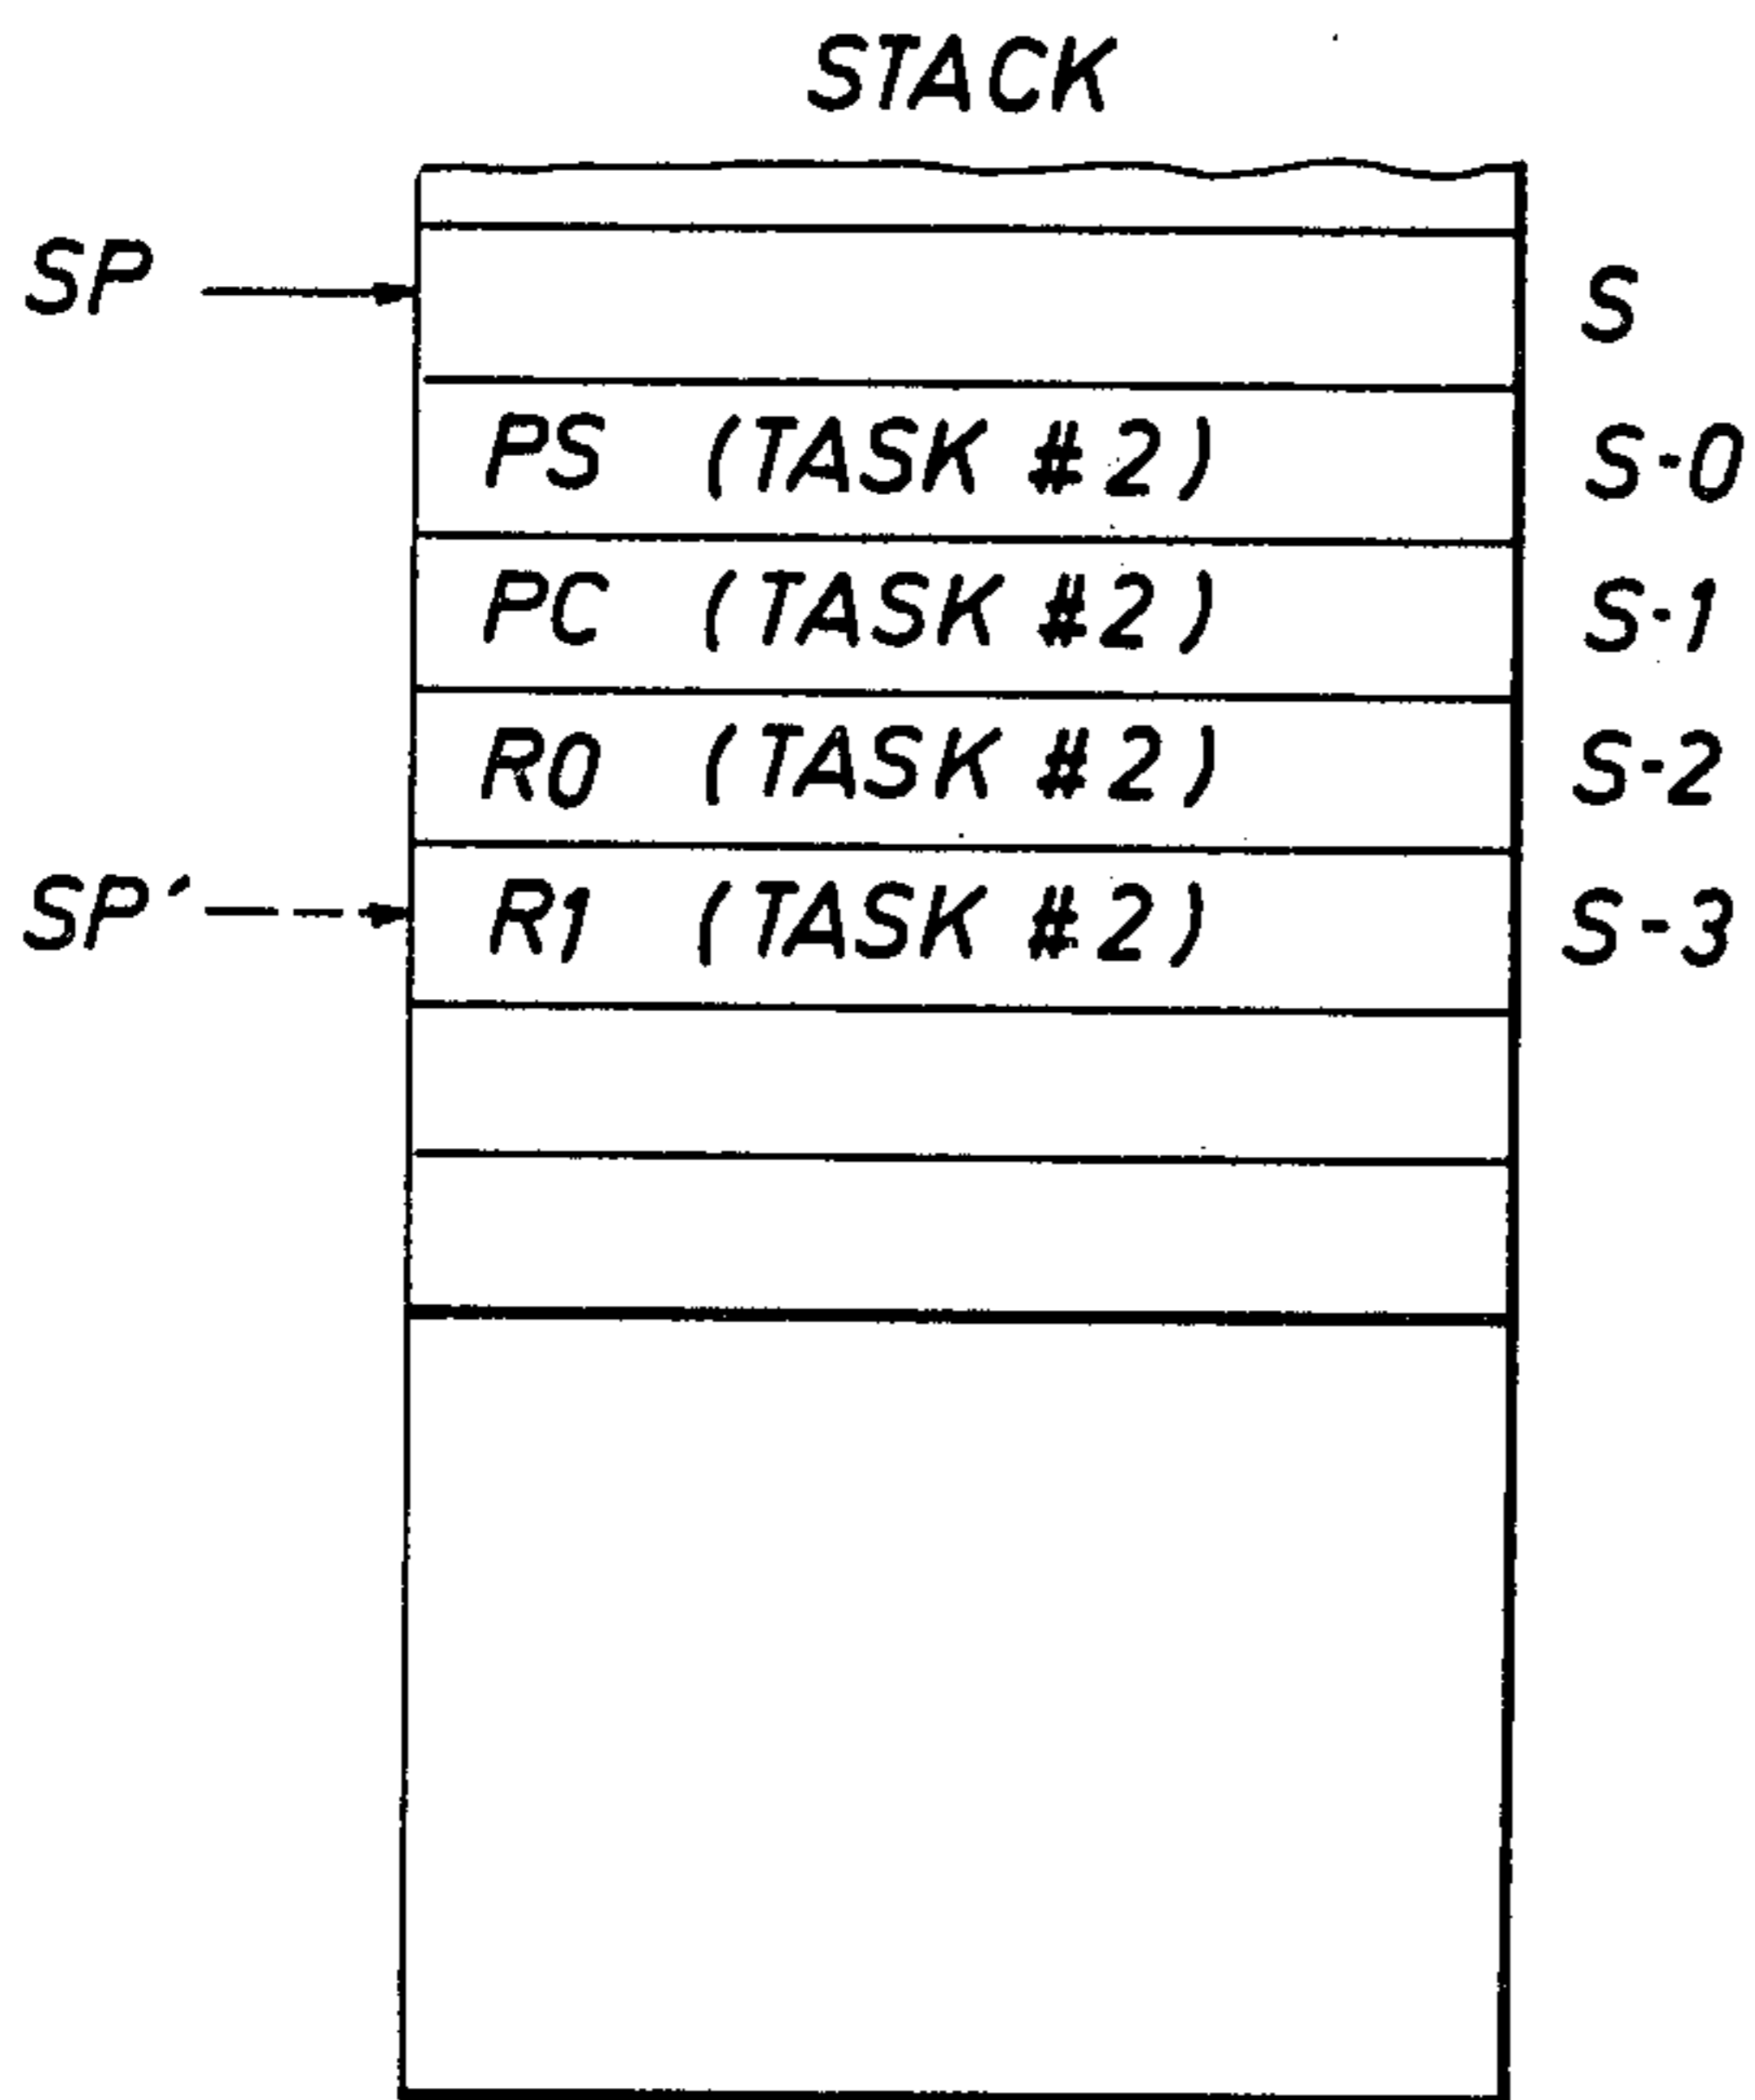 STACK
SP S
PS (TASK #2) S-0
PC (TASK #2) S-1
R0 (TASK #2) S-2
SP' R1 (TASK #2) S-3